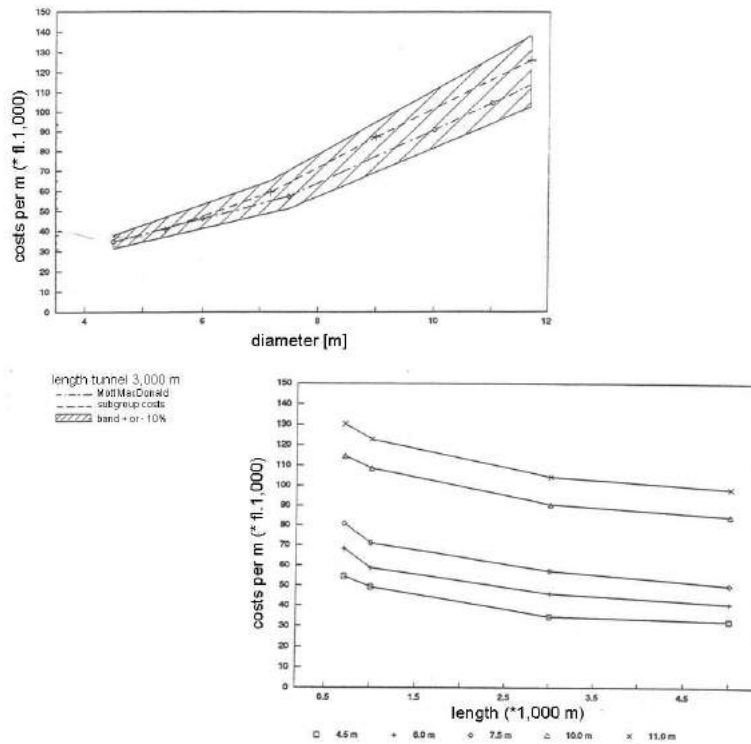 150
140
130
120
110
100
90
80
70
60
50
40
30
20
10
0
costs per m (* fl.1,000)
4 6 8 10 12
diameter [m]
length tunnel 3,000 m
Mott MacDonald
subgroup costs
band + or - 10%
150
140
130
120
110
100
90
80
70
60
50
40
30
20
10
0
costs per m (* fl.1,000)
0.5 1.5 2.5 3.5 4.5
length (*1,000 m)
4.5 m 6.0 m 7.5 m 10.0 m 11.0 m